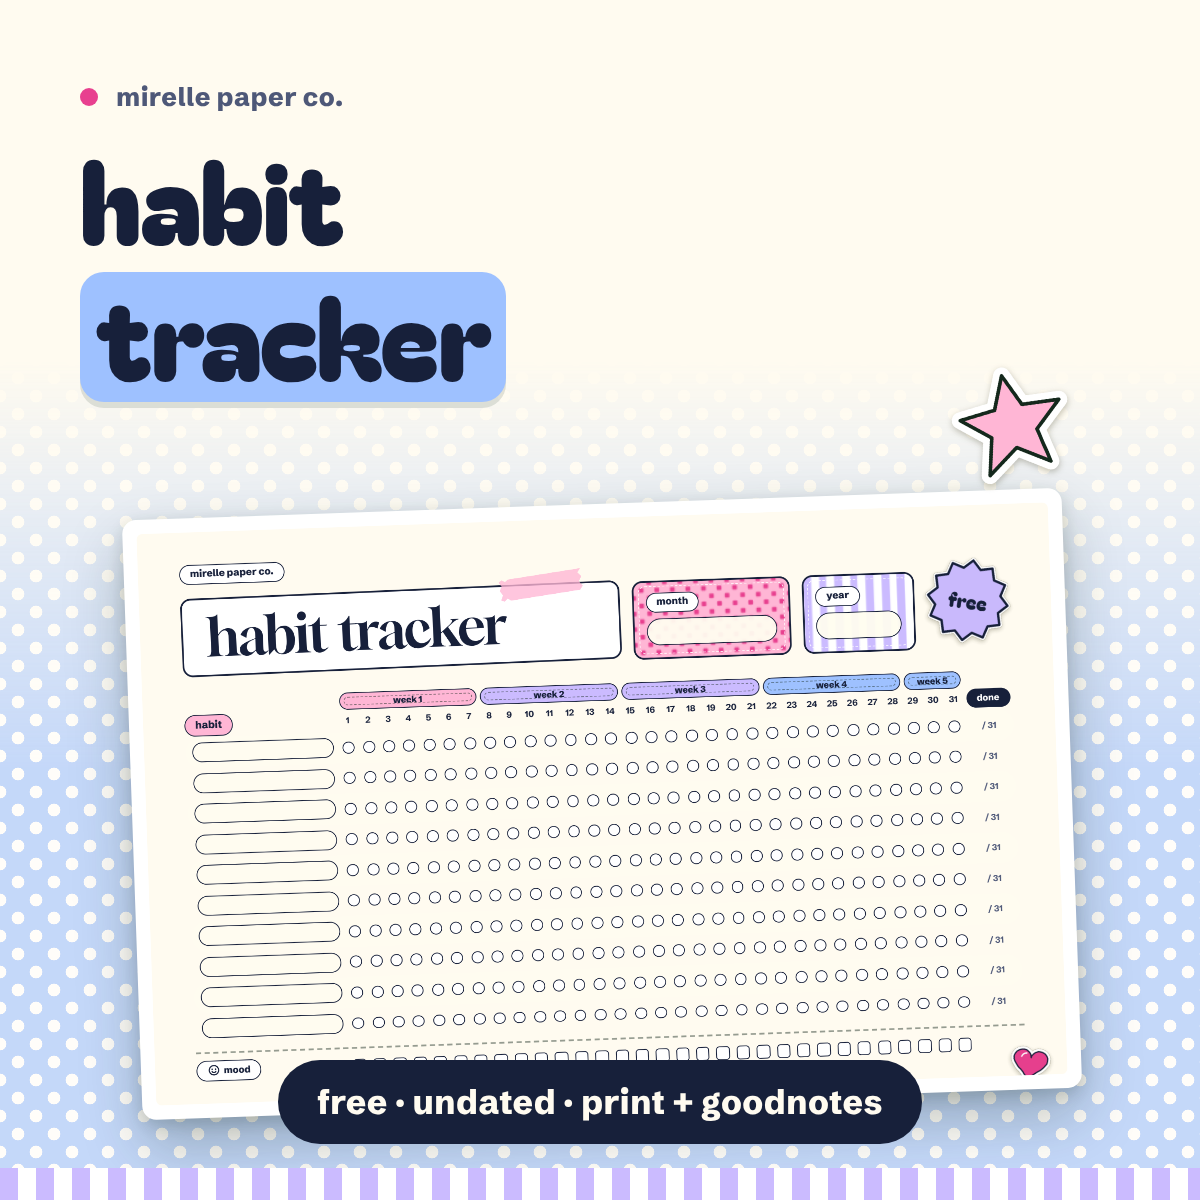 mirelle paper co.
habit
tracker
mirelle paper co.
habit tracker
month
year
free
week 1 week 2 week 3 week 4 week 5
habit 1 2 3 4 5 6 7 8 9 10 11 12 13 14 15 16 17 18 19 20 21 22 23 24 25 26 27 28 29 30 31 done
/ 31
/ 31
/ 31
/ 31
/ 31
/ 31
/ 31
/ 31
/ 31
/ 31
mood
free · undated · print + goodnotes